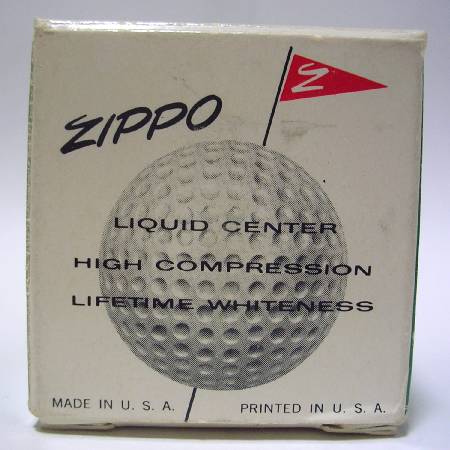 ZIPPO
Z
LIQUID CENTER
HIGH COMPRESSION
LIFETIME WHITENESS
MADE IN U. S. A.
PRINTED IN U. S. A.